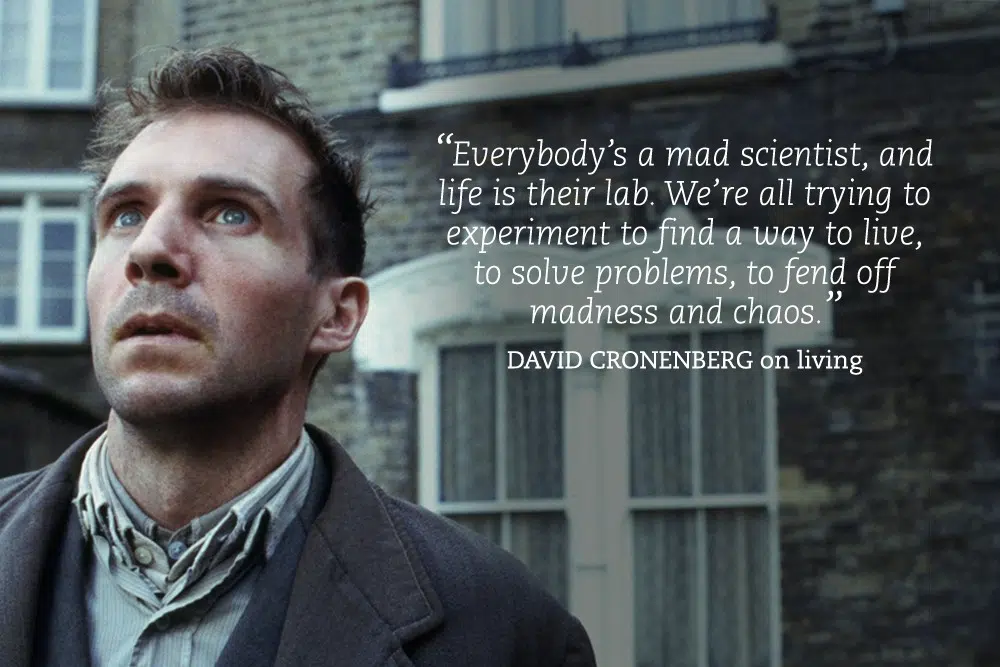 “Everybody’s a mad scientist, and
life is their lab. We’re all trying to
experiment to find a way to live,
to solve problems, to fend off
madness and chaos.”
DAVID CRONENBERG on living